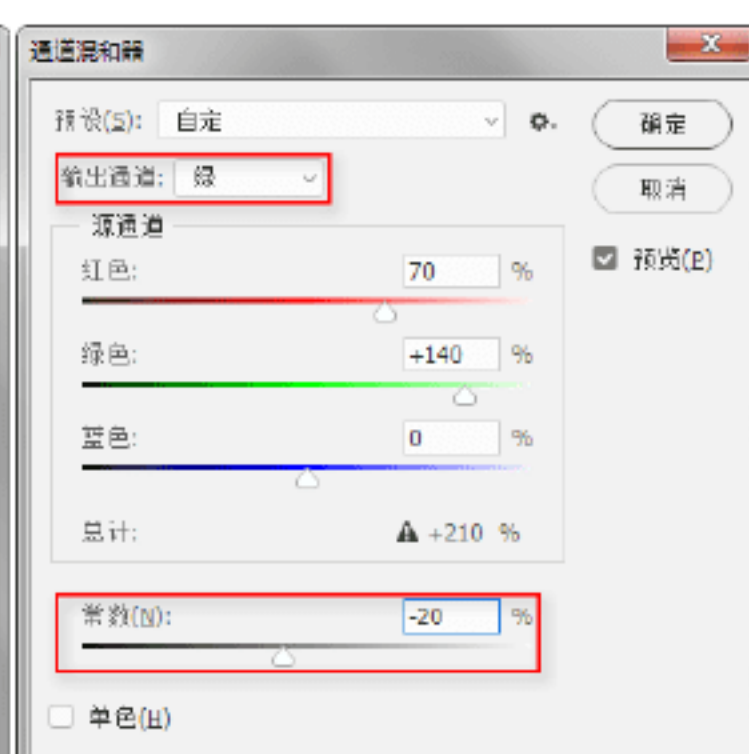 通道混和器
预设(S): 自定
确定
输出通道: 绿
取消
源通道
预览(P)
红色: 70 %
绿色: +140 %
蓝色: 0 %
总计: +210 %
常数(N): -20 %
单色(H)